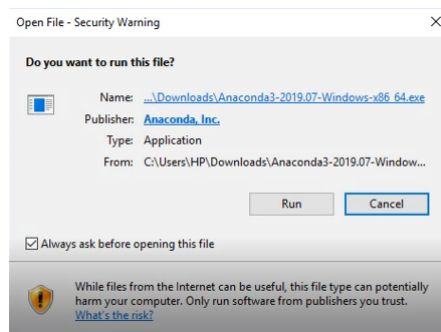 Open File - Security Warning
Do you want to run this file?
Name: ...\Downloads\Anaconda3-2019.07-Windows-x86_64.exe
Publisher: Anaconda, Inc.
Type: Application
From: C:\Users\HP\Downloads\Anaconda3-2019.07-Window...
Run Cancel
Always ask before opening this file
While files from the Internet can be useful, this file type can potentially
harm your computer. Only run software from publishers you trust.
What's the risk?